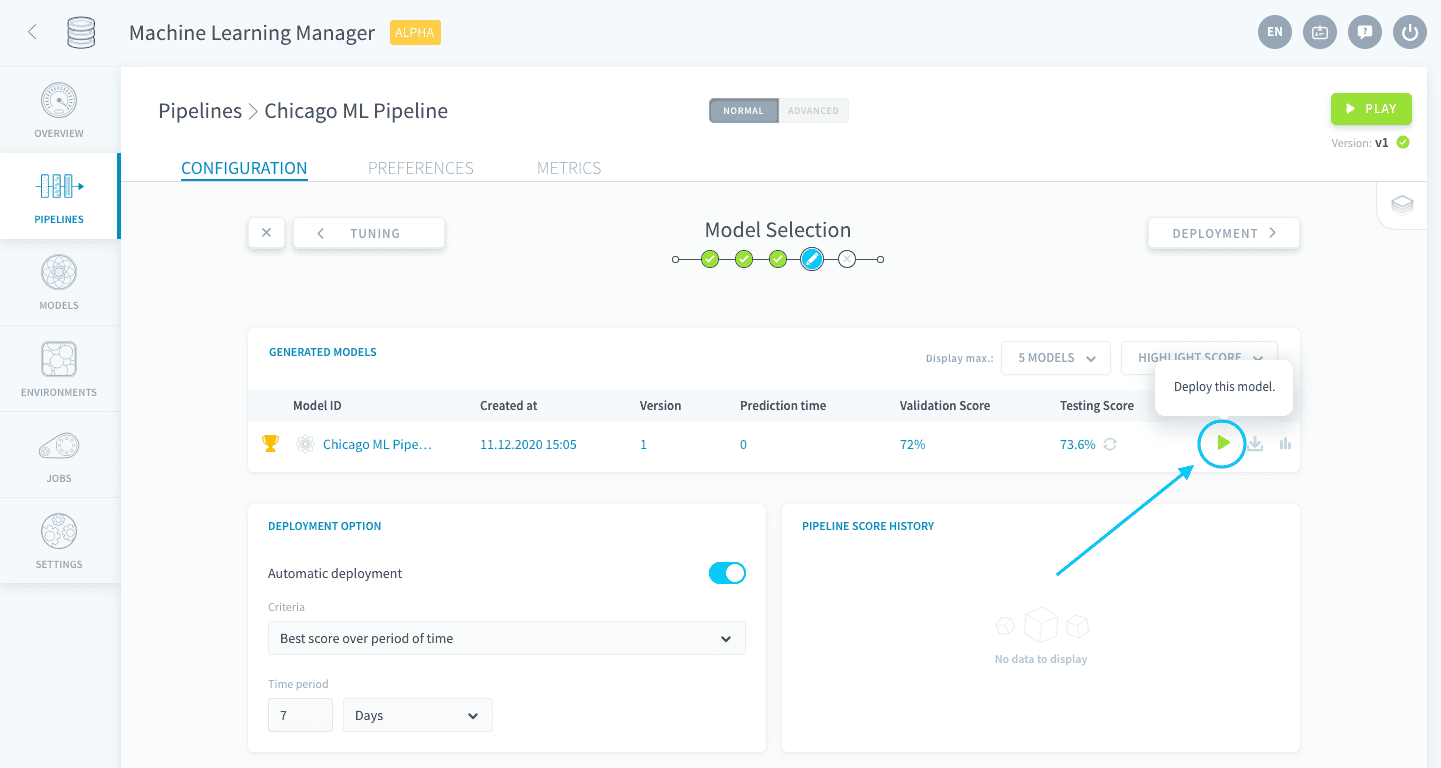 Machine Learning Manager
ALPHA
EN
OVERVIEW
PIPELINES
MODELS
ENVIRONMENTS
JOBS
SETTINGS
Pipelines > Chicago ML Pipeline
NORMAL
ADVANCED
PLAY
Version: v1
CONFIGURATION
PREFERENCES
METRICS
TUNING
Model Selection
DEPLOYMENT
GENERATED MODELS
Display max.:
5 MODELS
HIGHLIGHT SCORE
Deploy this model.
Model ID
Created at
Version
Prediction time
Validation Score
Testing Score
Chicago ML Pipe...
11.12.2020 15:05
1
0
72%
73.6%
DEPLOYMENT OPTION
Automatic deployment
Criteria
Best score over period of time
Time period
7
Days
PIPELINE SCORE HISTORY
No data to display